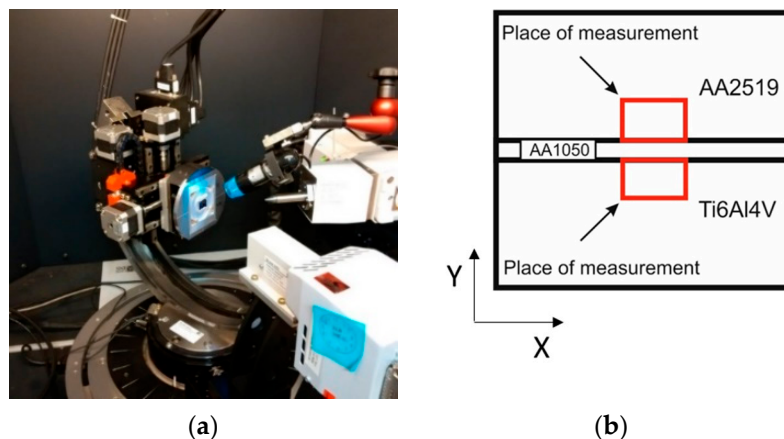 Place of measurement
AA2519
AA1050
Ti6Al4V
Place of measurement
Y
X
(a)
(b)